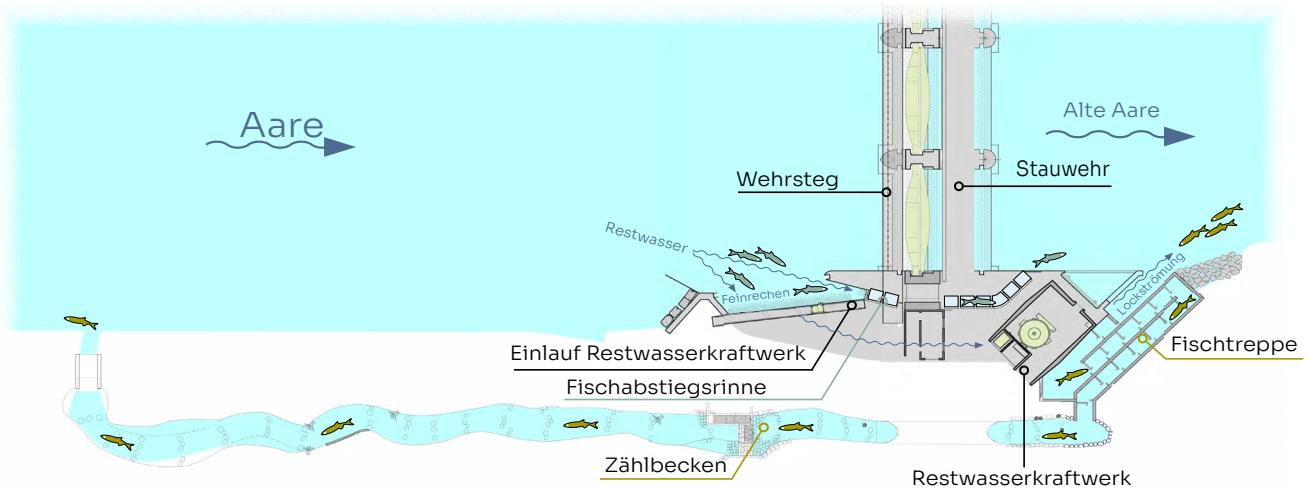 Aare
Alte Aare
Wehrsteg
Stauwehr
Restwasser
Feinrechen
Lockströmung
Einlauf Restwasserkraftwerk
Fischtreppe
Fischabstiegsrinne
Zählbecken
Restwasserkraftwerk